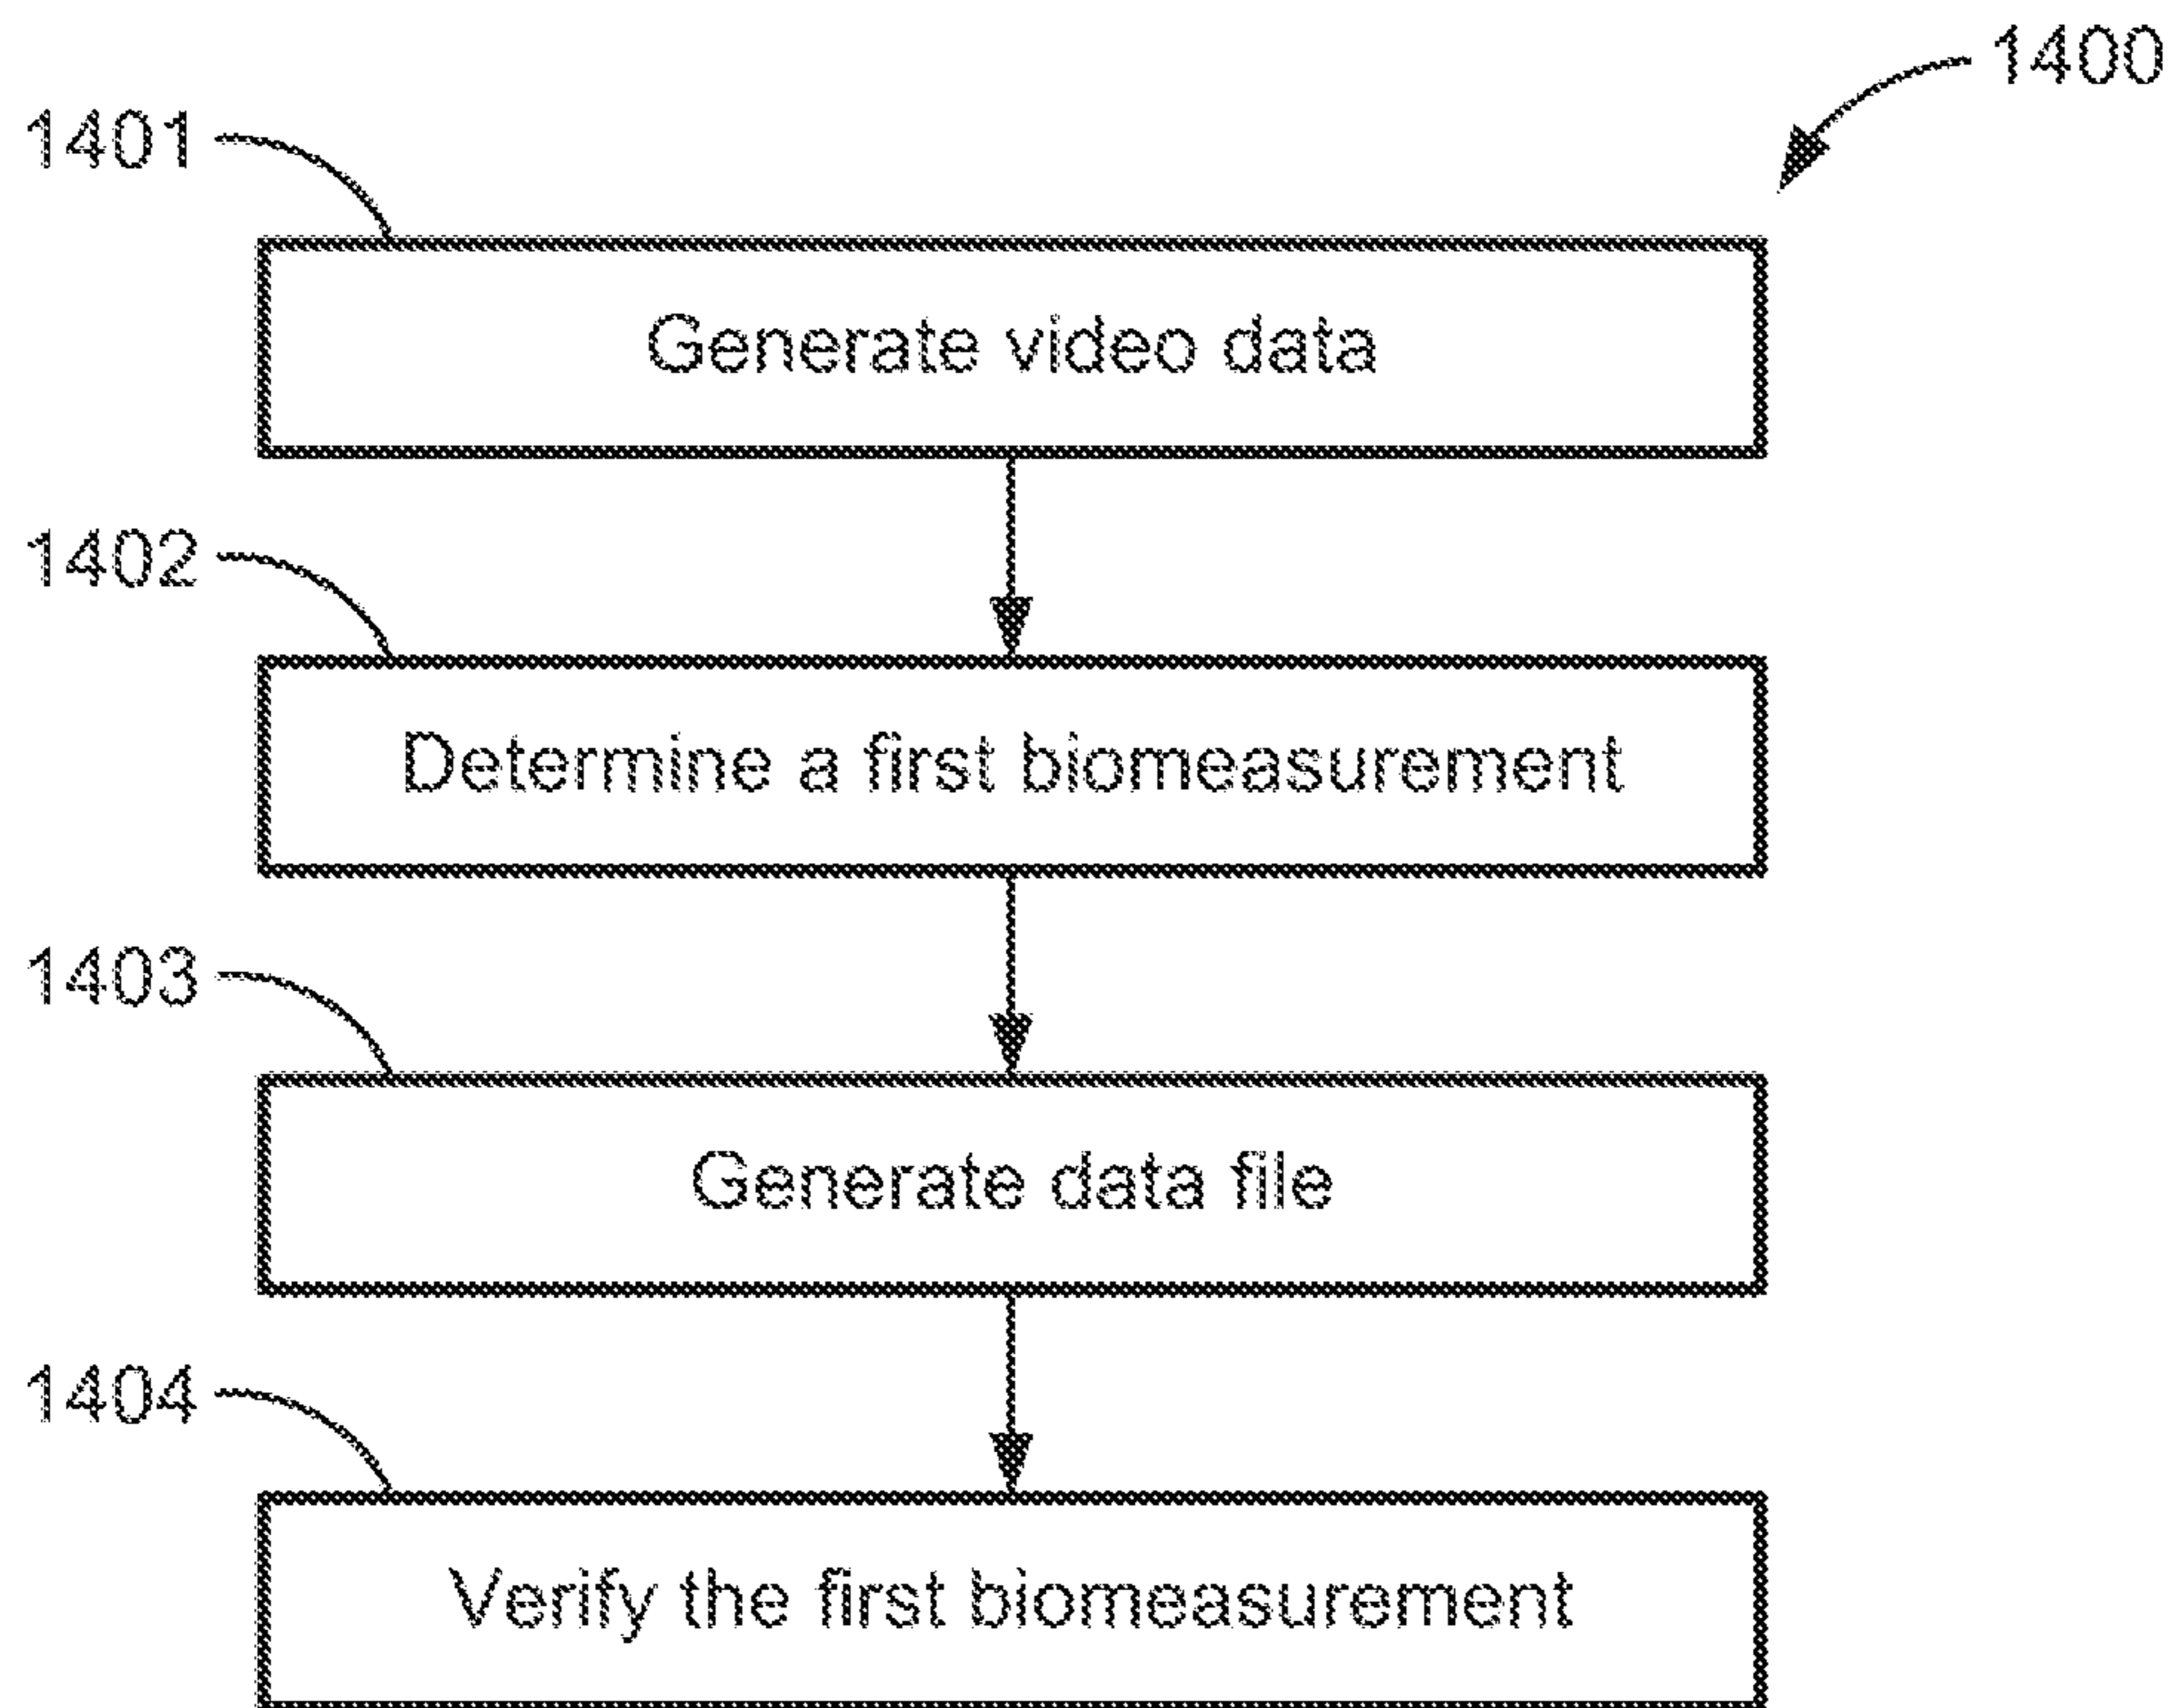 1400
1401
Generate video data
1402
Determine a first biomeasurement
1403
Generate data file
1404
Verify the first biomeasurement